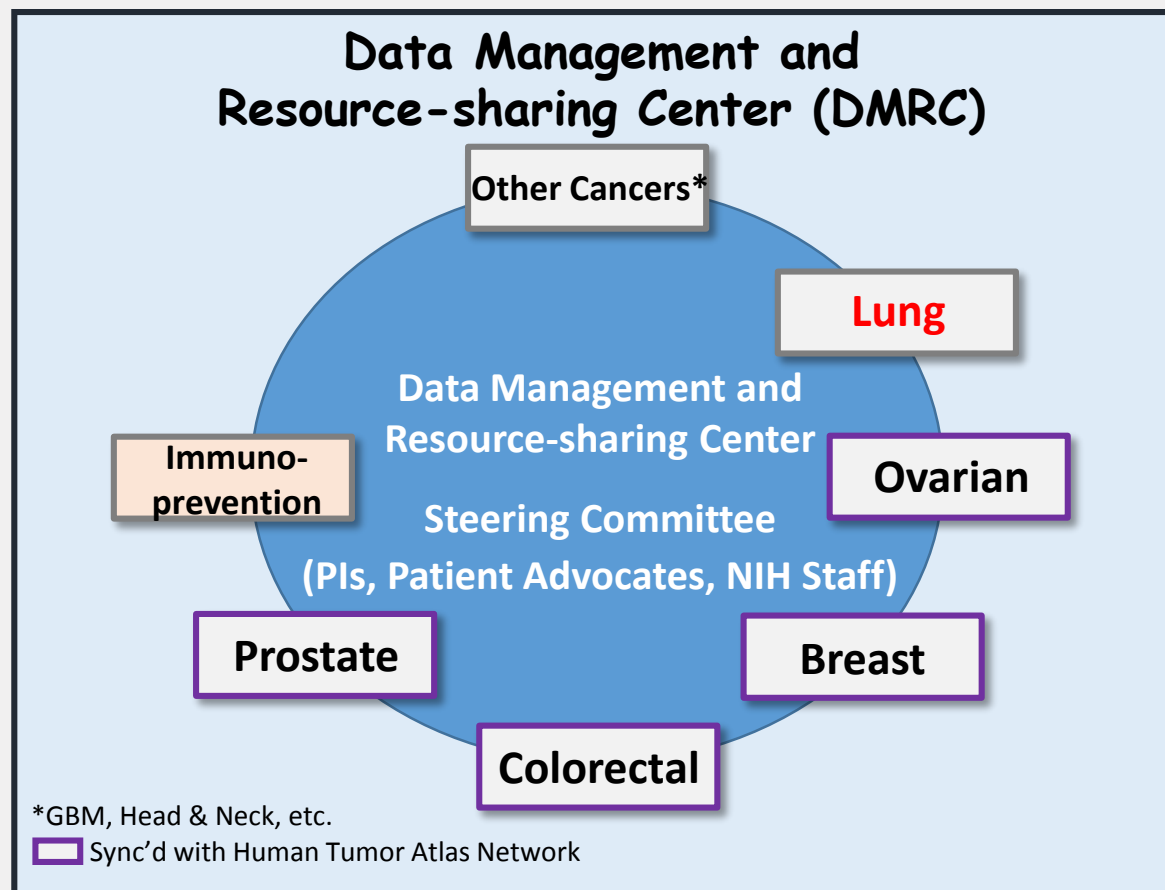 Data Management and
Resource-sharing Center (DMRC)
Other Cancers*
Lung
Data Management and
Resource-sharing Center
Immuno-
prevention
Ovarian
Steering Committee
(PIs, Patient Advocates, NIH Staff)
Prostate
Breast
Colorectal
*GBM, Head & Neck, etc.
Sync’d with Human Tumor Atlas Network